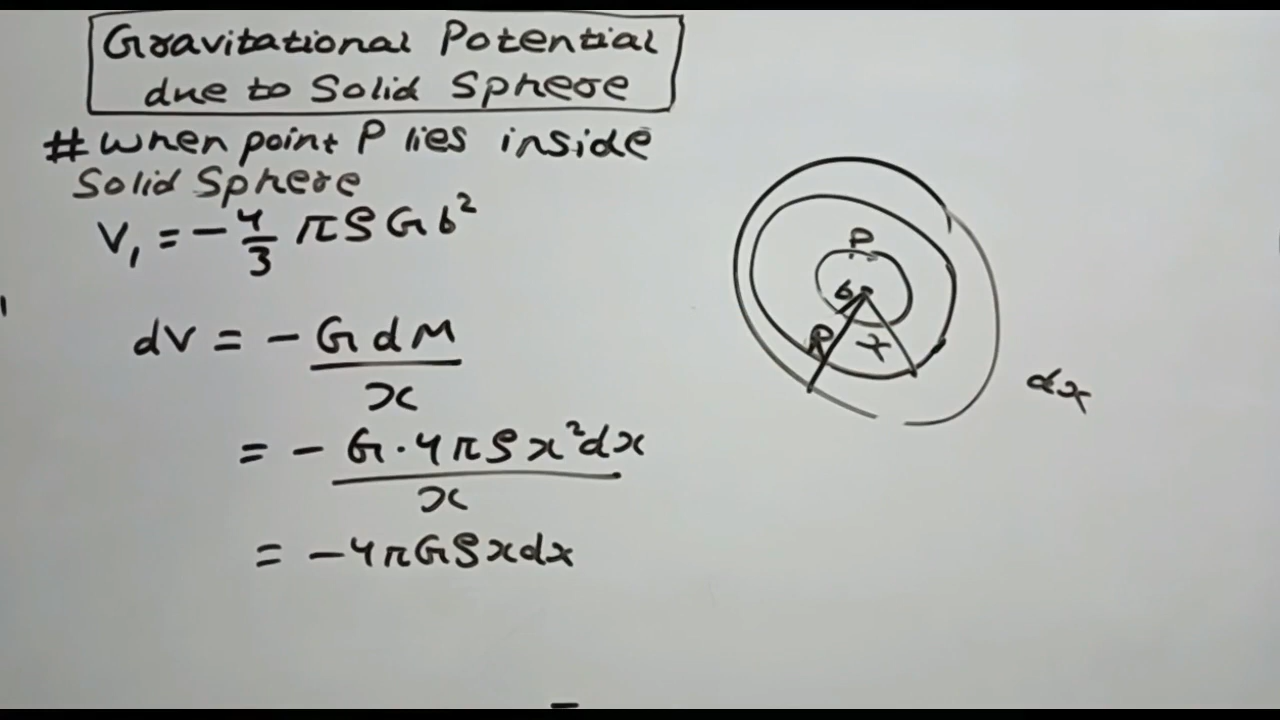 Gravitational Potential
due to Solid Sphere
# when point P lies inside
Solid Sphere
V₁ = -4/3 πρGb²
dV = - G dM / x
= - G·4πρx²dx / x
= -4πGρxdx
P
b
R
x
dx